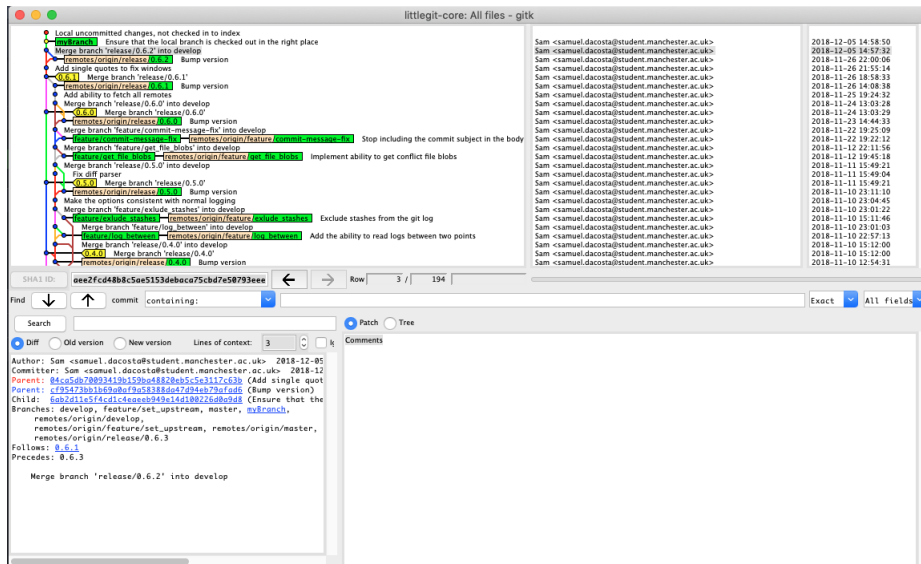 littlegit-core: All files - gitk
Local uncommitted changes, not checked in to index
myBranch Ensure that the local branch is checked out in the right place Sam <samuel.dacosta@student.manchester.ac.uk> 2018-12-05 14:58:50
Merge branch 'release/0.6.2' into develop Sam <samuel.dacosta@student.manchester.ac.uk> 2018-12-05 14:57:32
remotes/origin/release/0.6.2 Bump version Sam <samuel.dacosta@student.manchester.ac.uk> 2018-11-26 22:00:06
Add single quotes to fix windows Sam <samuel.dacosta@student.manchester.ac.uk> 2018-11-26 21:55:14
0.6.1 Merge branch 'release/0.6.1' Sam <samuel.dacosta@student.manchester.ac.uk> 2018-11-26 18:58:33
remotes/origin/release/0.6.1 Bump version Sam <samuel.dacosta@student.manchester.ac.uk> 2018-11-26 14:08:38
Add ability to fetch all remotes Sam <samuel.dacosta@student.manchester.ac.uk> 2018-11-25 19:24:32
Merge branch 'release/0.6.0' into develop Sam <samuel.dacosta@student.manchester.ac.uk> 2018-11-24 13:03:28
0.6.0 Merge branch 'release/0.6.0' Sam <samuel.dacosta@student.manchester.ac.uk> 2018-11-24 13:03:29
remotes/origin/release/0.6.0 Bump version Sam <samuel.dacosta@student.manchester.ac.uk> 2018-11-23 14:44:33
Merge branch 'feature/commit-message-fix' into develop Sam <samuel.dacosta@student.manchester.ac.uk> 2018-11-22 19:25:09
feature/commit-message-fix remotes/origin/feature/commit-message-fix Stop including the commit subject in the body Sam <samuel.dacosta@student.manchester.ac.uk> 2018-11-22 19:22:12
Merge branch 'feature/get_file_blobs' into develop Sam <samuel.dacosta@student.manchester.ac.uk> 2018-11-12 22:11:56
feature/get_file_blobs remotes/origin/feature/get_file_blobs Implement ability to get conflict file blobs Sam <samuel.dacosta@student.manchester.ac.uk> 2018-11-12 19:45:18
Merge branch 'release/0.5.0' into develop Sam <samuel.dacosta@student.manchester.ac.uk> 2018-11-11 15:49:21
Fix diff parser Sam <samuel.dacosta@student.manchester.ac.uk> 2018-11-11 15:49:04
0.5.0 Merge branch 'release/0.5.0' Sam <samuel.dacosta@student.manchester.ac.uk> 2018-11-11 15:49:21
remotes/origin/release/0.5.0 Bump version Sam <samuel.dacosta@student.manchester.ac.uk> 2018-11-10 23:11:10
Make the options consistent with normal logging Sam <samuel.dacosta@student.manchester.ac.uk> 2018-11-10 23:04:45
Merge branch 'feature/exlude_stashes' into develop Sam <samuel.dacosta@student.manchester.ac.uk> 2018-11-10 23:01:22
feature/exlude_stashes remotes/origin/feature/exlude_stashes Exclude stashes from the git log Sam <samuel.dacosta@student.manchester.ac.uk> 2018-11-10 23:01:03
Merge branch 'feature/log_between' into develop Sam <samuel.dacosta@student.manchester.ac.uk> 2018-11-10 23:01:03
feature/log_between remotes/origin/feature/log_between Add the ability to read logs between two points Sam <samuel.dacosta@student.manchester.ac.uk> 2018-11-10 22:57:13
Merge branch 'release/0.4.0' into develop Sam <samuel.dacosta@student.manchester.ac.uk> 2018-11-10 15:11:46
0.4.0 Merge branch 'release/0.4.0' Sam <samuel.dacosta@student.manchester.ac.uk> 2018-11-10 15:12:00
remotes/origin/release/0.4.0 Bump version Sam <samuel.dacosta@student.manchester.ac.uk> 2018-11-10 12:54:31
SHA1 ID: aee2fcd48b8c5ae5153debaca75cbd7e50793eee Row 3 / 194
Find commit containing: Exact All fields
Search Patch Tree
Diff Old version New version Lines of context: 3
Comments
Author: Sam <samuel.dacosta@student.manchester.ac.uk> 2018-12-05
Committer: Sam <samuel.dacosta@student.manchester.ac.uk> 2018-12
Parent: 04ca5db70093419b159ba48820eb5c5e3117c63b (Add single quot
Parent: cf95473bb1b69a0af9a58388da47d94eb79afad6 (Bump version)
Child: 6ab2d11e5f4cd1c4eaeeb949e14d100226d0a9d8 (Ensure that the
Branches: develop, feature/set_upstream, master, myBranch,
remotes/origin/develop,
remotes/origin/feature/set_upstream, remotes/origin/master,
remotes/origin/release/0.6.3
Follows: 0.6.1
Precedes: 0.6.3
Merge branch 'release/0.6.2' into develop